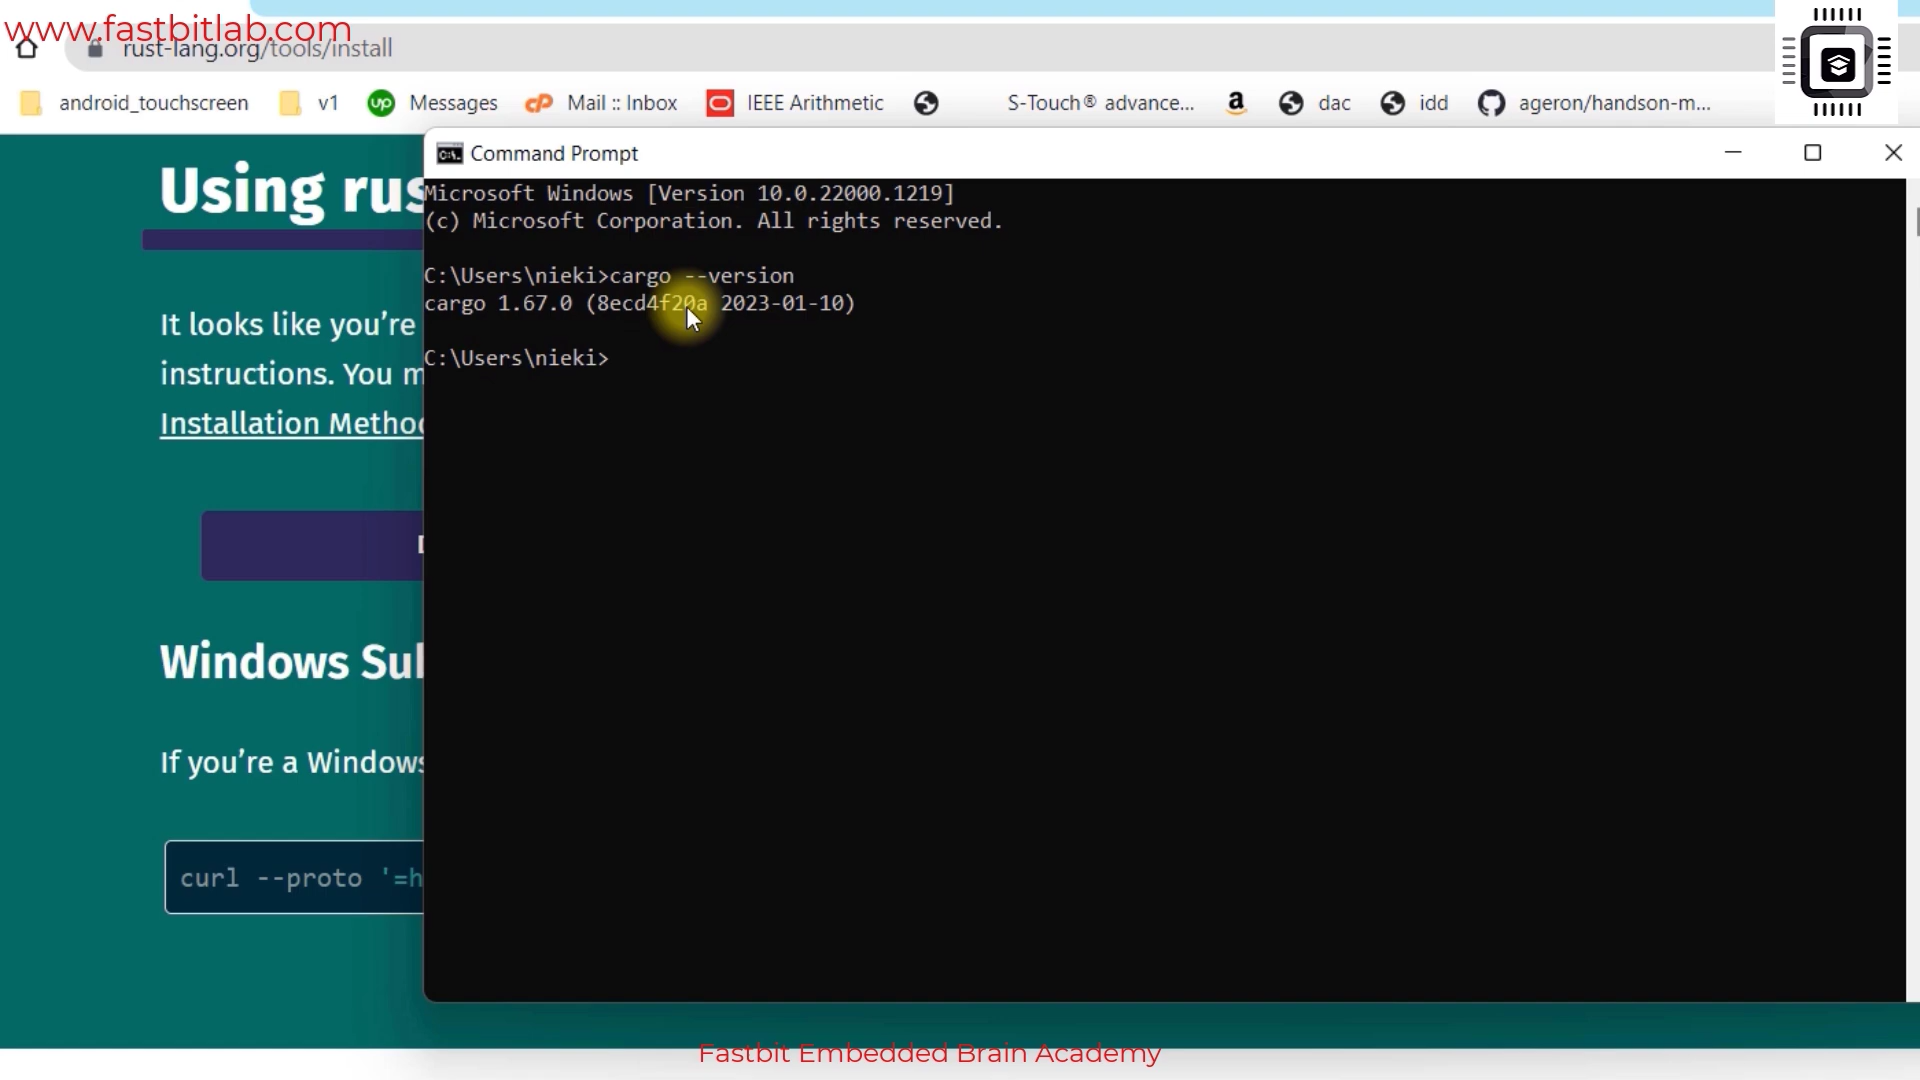 www.fastbitlab.com
rust-lang.org/tools/install
android_touchscreen v1 up Messages cP Mail :: Inbox IEEE Arithmetic S-Touch® advance... a dac idd ageron/handson-m...
Command Prompt
Using rus
It looks like you’re
instructions. You m
Installation Metho
Windows Su
If you’re a Windows
curl --proto '=h
Microsoft Windows [Version 10.0.22000.1219]
(c) Microsoft Corporation. All rights reserved.
C:\Users\nieki>cargo --version
cargo 1.67.0 (8ecd4f20a 2023-01-10)
C:\Users\nieki>
Fastbit Embedded Brain Academy